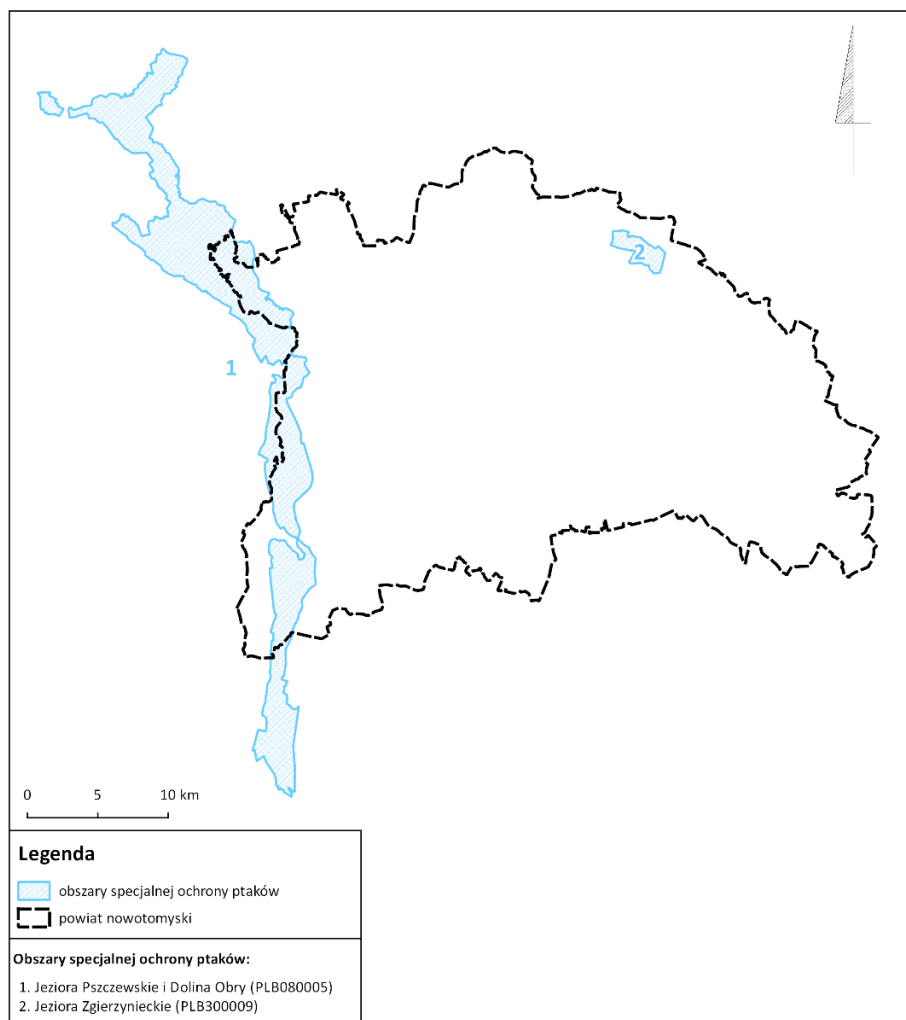 2
1
0 5 10 km
Legenda
obszary specjalnej ochrony ptaków
powiat nowotomyski
Obszary specjalnej ochrony ptaków:
1. Jeziora Pszczewskie i Dolina Obry (PLB080005)
2. Jeziora Zgierzynieckie (PLB300009)